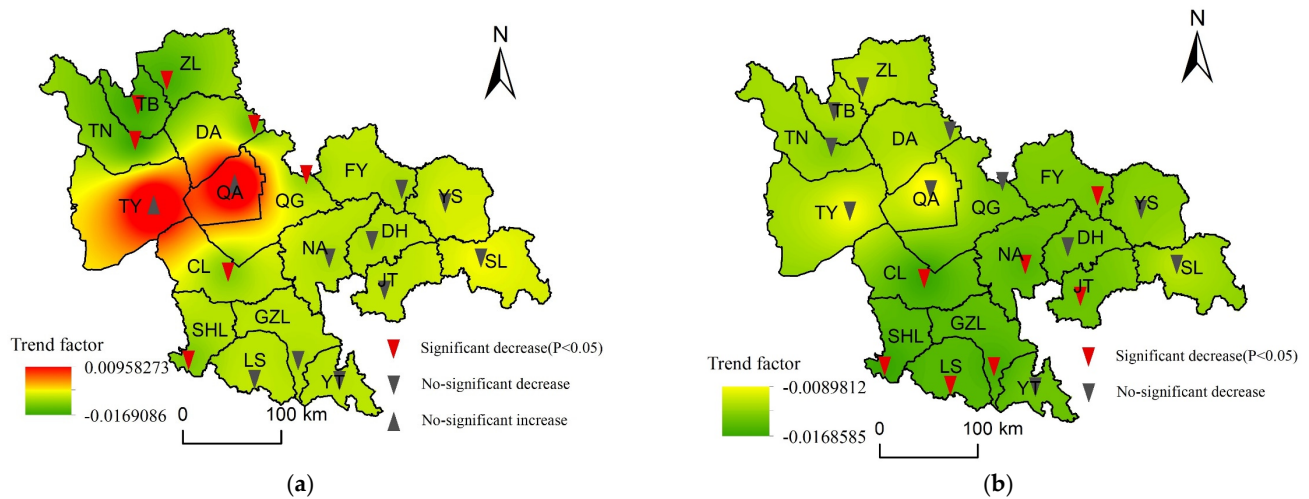 N
ZL
TB
TN
DA
FY
QA
TY
QG
YS
DH
NA
CL
SL
JT
SHL
GZL
LS
Y
Trend factor
0.00958273
-0.0169086
0 100 km
Significant decrease(P<0.05)
No-significant decrease
No-significant increase
(a)
N
ZL
TB
TN
DA
FY
QA
TY
QG
YS
DH
NA
CL
SL
JT
SHL
GZL
LS
Y
Trend factor
-0.0089812
-0.0168585
0 100 km
Significant decrease(P<0.05)
No-significant decrease
(b)